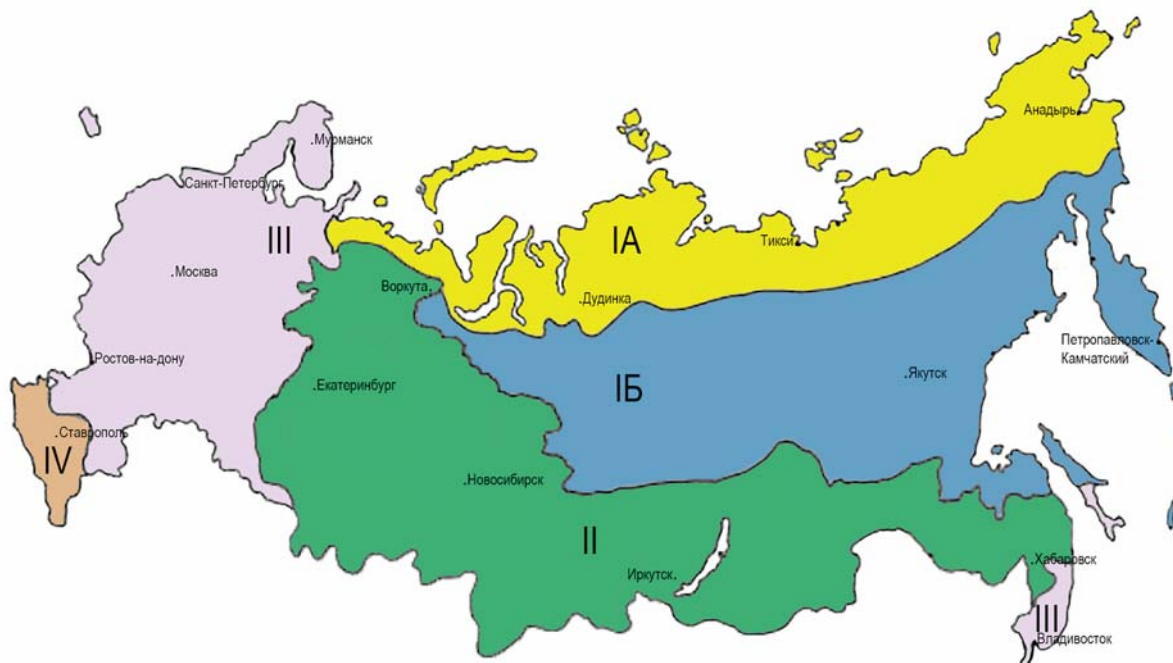 Анадырь
Мурманск
Санкт-Петербург
III
IА
Тикси
Москва
Воркута
Дудинка
Петропавловск-
Камчатский
Ростов-на-дону
Якутск
Екатеринбург
IБ
Ставрополь
IV
Новосибирск
II
Хабаровск
Иркутск
III
Владивосток